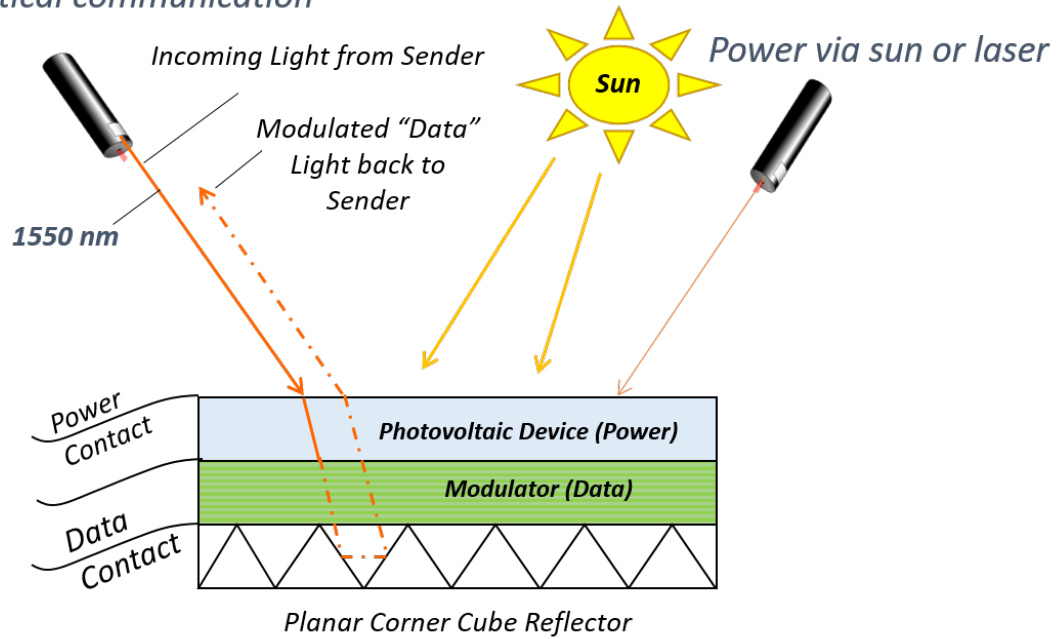 communication
Incoming Light from Sender
Sun
Power via sun or laser
Modulated “Data”
Light back to
Sender
1550 nm
Power
Contact
Photovoltaic Device (Power)
Modulator (Data)
Data
Contact
Planar Corner Cube Reflector